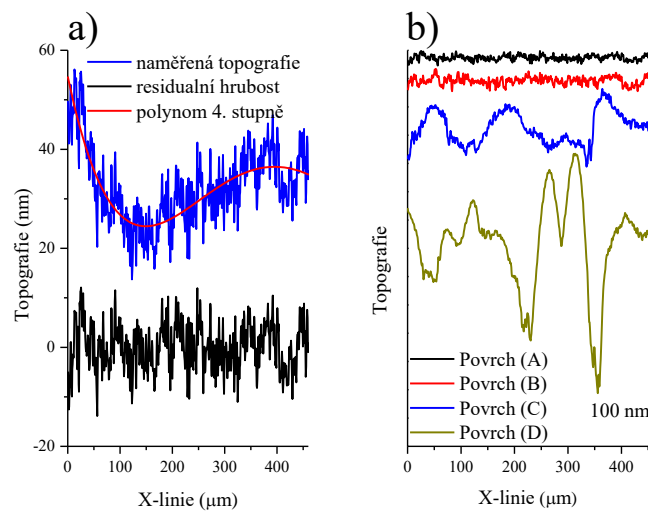 a)
naměřená topografie
residualní hrubost
polynom 4. stupně
60
40
20
0
-20
Topografie (nm)
0 100 200 300 400
X-linie (μm)
b)
Topografie
Povrch (A)
Povrch (B)
Povrch (C)
Povrch (D)
100 nm
0 100 200 300 400
X-linie (μm)